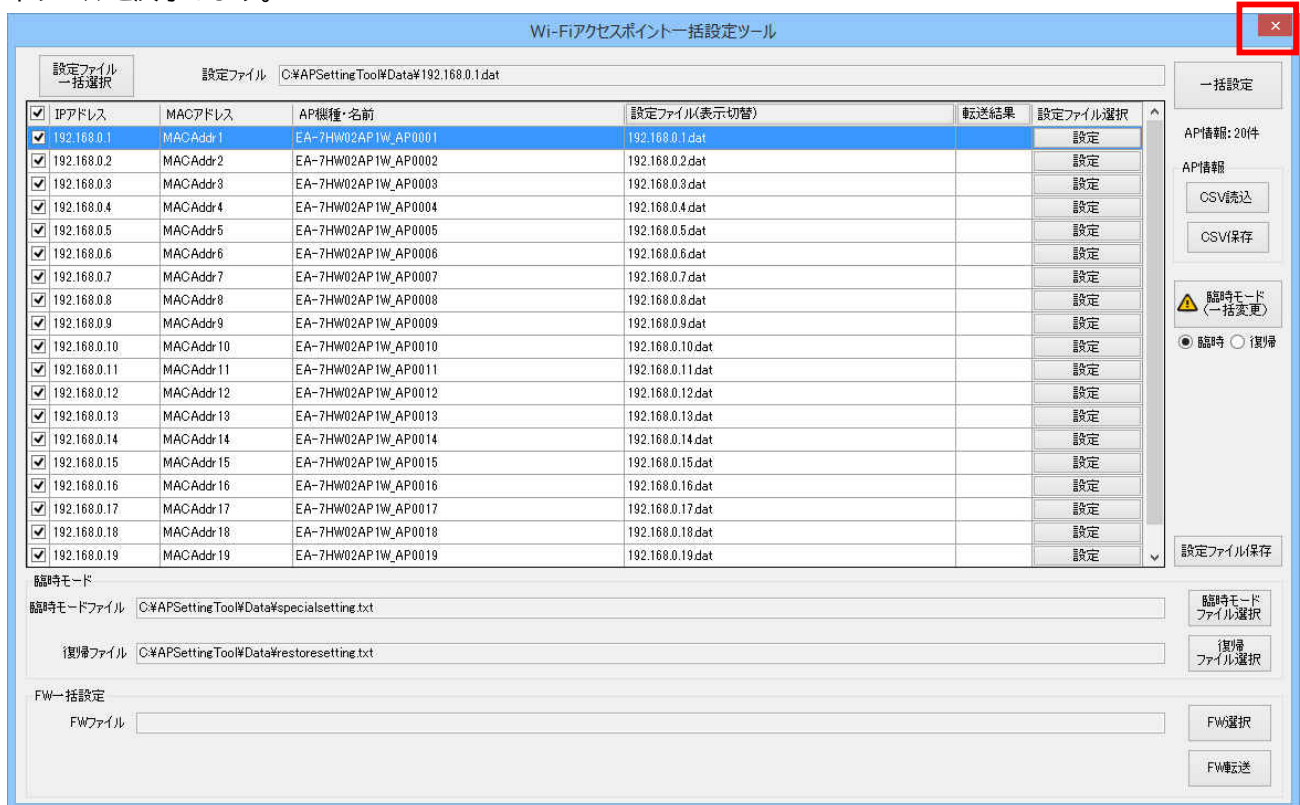 Wi-Fiアクセスポイント一括設定ツール
×
設定ファイル
一括選択
設定ファイル C:¥APSettingTool¥Data¥192.168.0.1.dat
一括設定
IPアドレス MACアドレス AP機種・名前 設定ファイル(表示切替) 転送結果 設定ファイル選択
192.168.0.1 MACAddr1 EA-7HW02AP1W_AP0001 192.168.0.1.dat 設定
192.168.0.2 MACAddr2 EA-7HW02AP1W_AP0002 192.168.0.2.dat 設定
192.168.0.3 MACAddr3 EA-7HW02AP1W_AP0003 192.168.0.3.dat 設定
192.168.0.4 MACAddr4 EA-7HW02AP1W_AP0004 192.168.0.4.dat 設定
192.168.0.5 MACAddr5 EA-7HW02AP1W_AP0005 192.168.0.5.dat 設定
192.168.0.6 MACAddr6 EA-7HW02AP1W_AP0006 192.168.0.6.dat 設定
192.168.0.7 MACAddr7 EA-7HW02AP1W_AP0007 192.168.0.7.dat 設定
192.168.0.8 MACAddr8 EA-7HW02AP1W_AP0008 192.168.0.8.dat 設定
192.168.0.9 MACAddr9 EA-7HW02AP1W_AP0009 192.168.0.9.dat 設定
192.168.0.10 MACAddr10 EA-7HW02AP1W_AP0010 192.168.0.10.dat 設定
192.168.0.11 MACAddr11 EA-7HW02AP1W_AP0011 192.168.0.11.dat 設定
192.168.0.12 MACAddr12 EA-7HW02AP1W_AP0012 192.168.0.12.dat 設定
192.168.0.13 MACAddr13 EA-7HW02AP1W_AP0013 192.168.0.13.dat 設定
192.168.0.14 MACAddr14 EA-7HW02AP1W_AP0014 192.168.0.14.dat 設定
192.168.0.15 MACAddr15 EA-7HW02AP1W_AP0015 192.168.0.15.dat 設定
192.168.0.16 MACAddr16 EA-7HW02AP1W_AP0016 192.168.0.16.dat 設定
192.168.0.17 MACAddr17 EA-7HW02AP1W_AP0017 192.168.0.17.dat 設定
192.168.0.18 MACAddr18 EA-7HW02AP1W_AP0018 192.168.0.18.dat 設定
192.168.0.19 MACAddr19 EA-7HW02AP1W_AP0019 192.168.0.19.dat 設定
AP情報:20件
AP情報
CSV読込
CSV保存
臨時モード
(一括変更)
臨時 復帰
設定ファイル保存
臨時モード
臨時モードファイル C:¥APSettingTool¥Data¥specialsetting.txt
臨時モード
ファイル選択
復帰ファイル C:¥APSettingTool¥Data¥restoresetting.txt
復帰
ファイル選択
FW一括設定
FWファイル
FW選択
FW転送